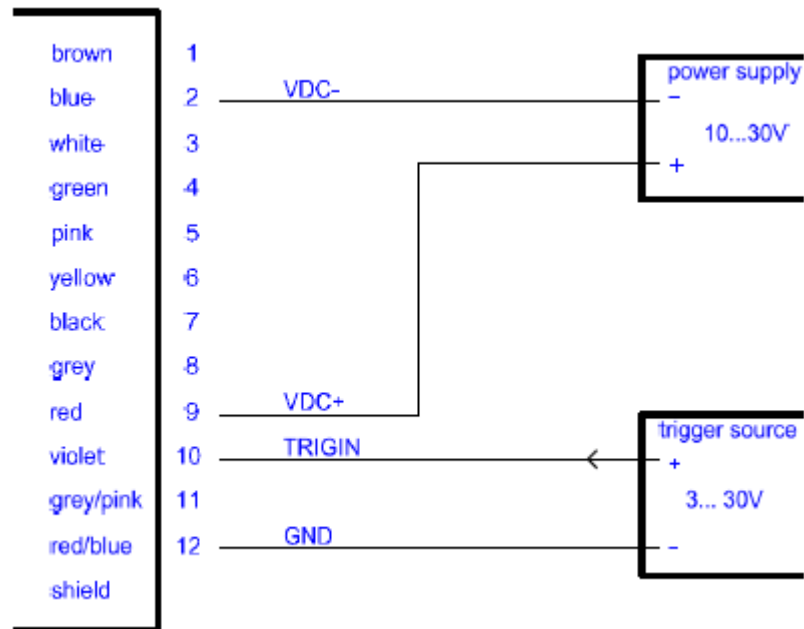 brown 1
blue 2 VDC- power supply
-
white 3 10...30V
+
green 4
pink 5
yellow 6
black 7
grey 8
red 9 VDC+
violet 10 TRIGIN trigger source
+
grey/pink 11 3... 30V
red/blue 12 GND -
shield